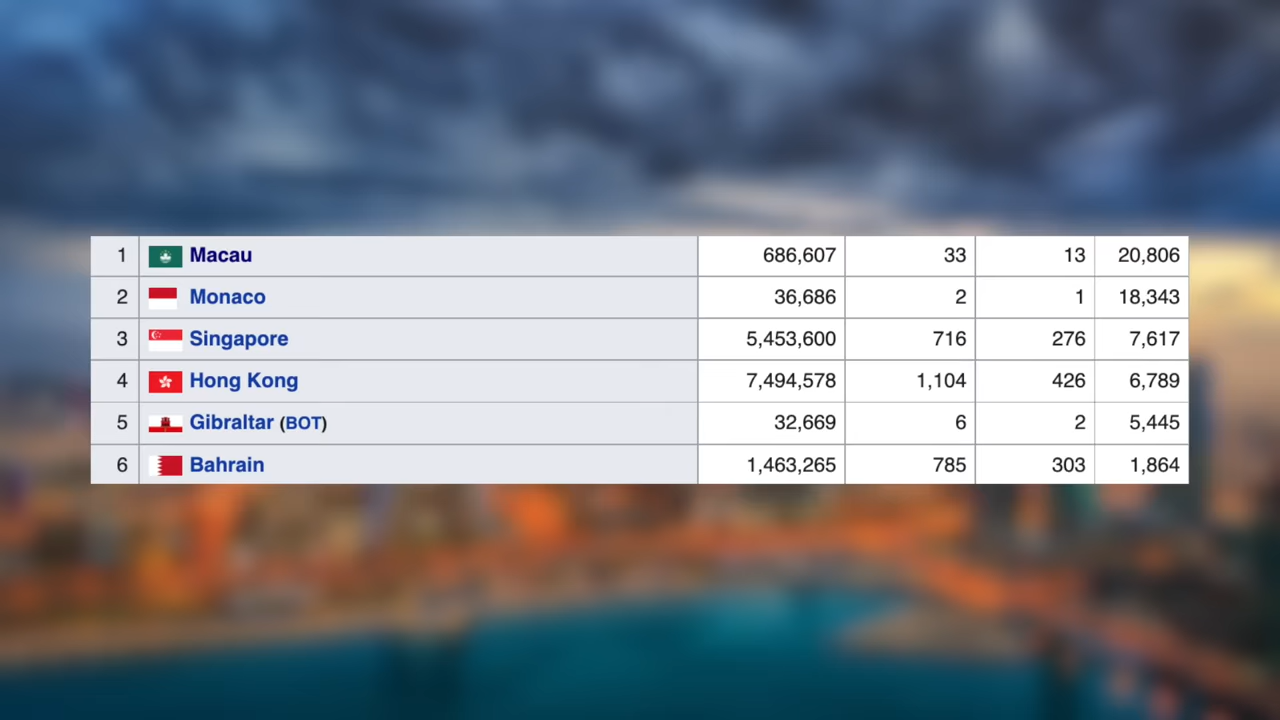 1 Macau 686,607 33 13 20,806
2 Monaco 36,686 2 1 18,343
3 Singapore 5,453,600 716 276 7,617
4 Hong Kong 7,494,578 1,104 426 6,789
5 Gibraltar (BOT) 32,669 6 2 5,445
6 Bahrain 1,463,265 785 303 1,864